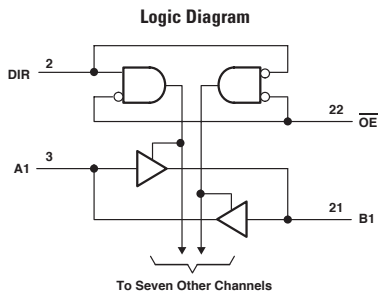 Logic Diagram
DIR 2
22 OE
A1 3
21 B1
To Seven Other Channels